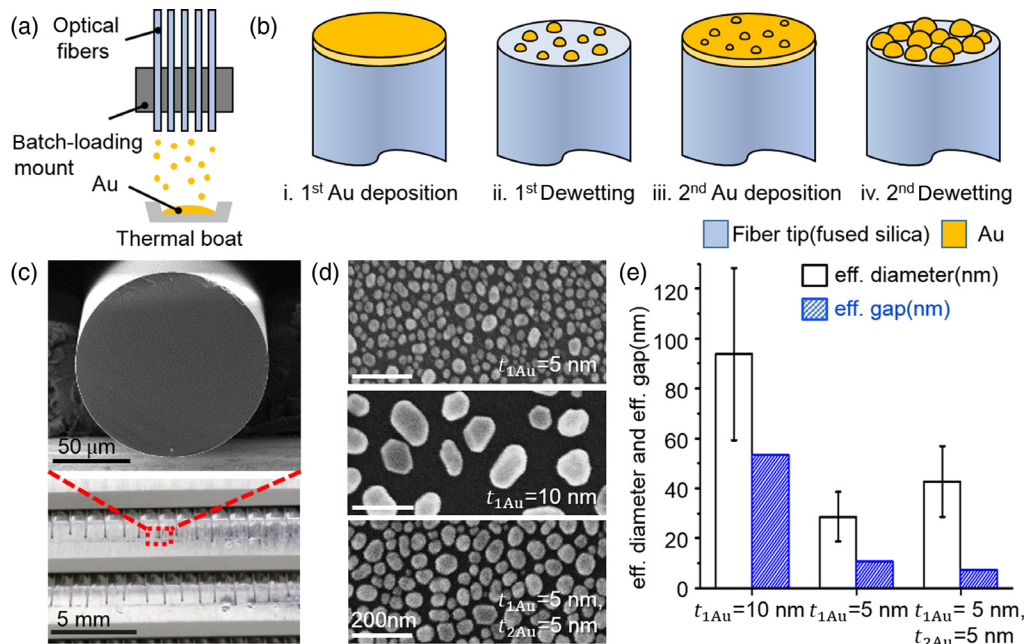 (a)
Optical
fibers
Batch-loading
mount
Au
Thermal boat
(b)
i. 1st Au deposition
ii. 1st Dewetting
iii. 2nd Au deposition
iv. 2nd Dewetting
Fiber tip(fused silica)
Au
(c)
50 μm
5 mm
(d)
t1Au=5 nm
t1Au=10 nm
t1Au=5 nm,
t2Au=5 nm
200nm
(e)
eff. diameter(nm)
eff. gap(nm)
eff. diameter and eff. gap(nm)
120
100
80
60
40
20
0
t1Au=10 nm
t1Au=5 nm
t1Au= 5 nm,
t2Au=5 nm